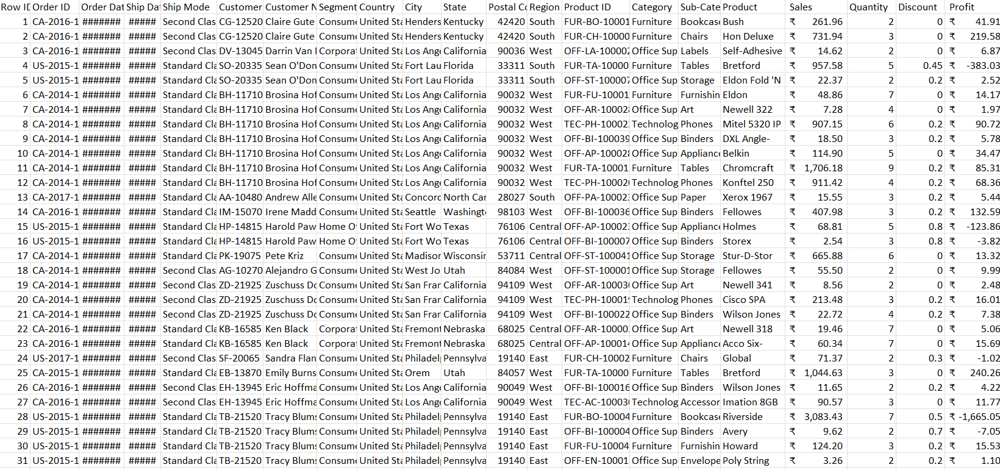 Row ID Order ID Order Dat Ship Dat Ship Mode Customer Customer N Segment Country City State Postal Co Region Product ID Category Sub-Cate Product Sales Quantity Discount Profit
1 CA-2016-1 ####### ##### Second Clas CG-12520 Claire Gute Consume United Sta Henders Kentucky 42420 South FUR-BO-10001 Furniture Bookcase Bush ₹ 261.96 2 0 ₹ 41.91
2 CA-2016-1 ####### ##### Second Clas CG-12520 Claire Gute Consume United Sta Henders Kentucky 42420 South FUR-CH-10000 Furniture Chairs Hon Deluxe ₹ 731.94 3 0 ₹ 219.58
3 CA-2016-1 ####### ##### Second Clas DV-13045 Darrin Van I Corporat United Sta Los Ange California 90036 West OFF-LA-100002 Office Sup Labels Self-Adhesive ₹ 14.62 2 0 ₹ 6.87
4 US-2015-1 ####### ##### Standard Cla SO-20335 Sean O'Don Consume United Sta Fort Lau Florida 33311 South FUR-TA-10000 Furniture Tables Bretford ₹ 957.58 5 0.45 ₹ -383.03
5 US-2015-1 ####### ##### Standard Cla SO-20335 Sean O'Don Consume United Sta Fort Lau Florida 33311 South OFF-ST-100007 Office Sup Storage Eldon Fold 'N ₹ 22.37 2 0.2 ₹ 2.52
6 CA-2014-1 ####### ##### Standard Cla BH-11710 Brosina Hof Consume United Sta Los Ange California 90032 West FUR-FU-10001 Furniture Furnishin Eldon ₹ 48.86 7 0 ₹ 14.17
7 CA-2014-1 ####### ##### Standard Cla BH-11710 Brosina Hof Consume United Sta Los Ange California 90032 West OFF-AR-100028 Office Sup Art Newell 322 ₹ 7.28 4 0 ₹ 1.97
8 CA-2014-1 ####### ##### Standard Cla BH-11710 Brosina Hof Consume United Sta Los Ange California 90032 West TEC-PH-10002 Technolog Phones Mitel 5320 IP ₹ 907.15 6 0.2 ₹ 90.72
9 CA-2014-1 ####### ##### Standard Cla BH-11710 Brosina Hof Consume United Sta Los Ange California 90032 West OFF-BI-100039 Office Sup Binders DXL Angle- ₹ 18.50 3 0.2 ₹ 5.78
10 CA-2014-1 ####### ##### Standard Cla BH-11710 Brosina Hof Consume United Sta Los Ange California 90032 West OFF-AP-100028 Office Sup Appliance Belkin ₹ 114.90 5 0 ₹ 34.47
11 CA-2014-1 ####### ##### Standard Cla BH-11710 Brosina Hof Consume United Sta Los Ange California 90032 West FUR-TA-10001 Furniture Tables Chromcraft ₹ 1,706.18 9 0.2 ₹ 85.31
12 CA-2014-1 ####### ##### Standard Cla BH-11710 Brosina Hof Consume United Sta Los Ange California 90032 West TEC-PH-10002 Technolog Phones Konftel 250 ₹ 911.42 4 0.2 ₹ 68.36
13 CA-2017-1 ####### ##### Standard Cla AA-10480 Andrew Alle Consume United Sta Concord North Car 28027 South OFF-PA-10002 Office Sup Paper Xerox 1967 ₹ 15.55 3 0.2 ₹ 5.44
14 CA-2016-1 ####### ##### Standard Cla IM-15070 Irene Madd Consume United Sta Seattle Washingt 98103 West OFF-BI-100036 Office Sup Binders Fellowes ₹ 407.98 3 0.2 ₹ 132.59
15 US-2015-1 ####### ##### Standard Cla HP-14815 Harold Paw Home O United Sta Fort Wo Texas 76106 Central OFF-AP-10002 Office Sup Appliance Holmes ₹ 68.81 5 0.8 ₹ -123.86
16 US-2015-1 ####### ##### Standard Cla HP-14815 Harold Paw Home O United Sta Fort Wo Texas 76106 Central OFF-BI-100007 Office Sup Binders Storex ₹ 2.54 3 0.8 ₹ -3.82
17 CA-2014-1 ####### ##### Standard Cla PK-19075 Pete Kriz Consume United Sta Madison Wisconsin 53711 Central OFF-ST-100041 Office Sup Storage Stur-D-Stor ₹ 665.88 6 0 ₹ 13.32
18 CA-2014-1 ####### ##### Second Clas AG-10270 Alejandro G Consume United Sta West Jo Utah 84084 West OFF-ST-100001 Office Sup Storage Fellowes ₹ 55.50 2 0 ₹ 9.99
19 CA-2014-1 ####### ##### Second Clas ZD-21925 Zuschuss Do Consume United Sta San Fran California 94109 West OFF-AR-100030 Office Sup Art Newell 341 ₹ 8.56 2 0 ₹ 2.48
20 CA-2014-1 ####### ##### Second Clas ZD-21925 Zuschuss Do Consume United Sta San Fran California 94109 West TEC-PH-10001 Technolog Phones Cisco SPA ₹ 213.48 3 0.2 ₹ 16.01
21 CA-2014-1 ####### ##### Second Clas ZD-21925 Zuschuss Do Consume United Sta San Fran California 94109 West OFF-BI-100022 Office Sup Binders Wilson Jones ₹ 22.72 4 0.2 ₹ 7.38
22 CA-2016-1 ####### ##### Standard Cla KB-16585 Ken Black Corporat United Sta Fremont Nebraska 68025 Central OFF-AR-10000 Office Sup Art Newell 318 ₹ 19.46 7 0 ₹ 5.06
23 CA-2016-1 ####### ##### Standard Cla KB-16585 Ken Black Corporat United Sta Fremont Nebraska 68025 Central OFF-AP-100014 Office Sup Appliance Acco Six- ₹ 60.34 7 0 ₹ 15.69
24 US-2017-1 ####### ##### Second Clas SF-20065 Sandra Flan Consume United Sta Philadel Pennsylva 19140 East FUR-CH-10002 Furniture Chairs Global ₹ 71.37 2 0.3 ₹ -1.02
25 CA-2015-1 ####### ##### Standard Cla EB-13870 Emily Burns Consume United Sta Orem Utah 84057 West FUR-TA-10000 Furniture Tables Bretford ₹ 1,044.63 3 0 ₹ 240.26
26 CA-2016-1 ####### ##### Second Clas EH-13945 Eric Hoffma Consume United Sta Los Ange California 90049 West OFF-BI-100016 Office Sup Binders Wilson Jones ₹ 11.65 2 0.2 ₹ 4.22
27 CA-2016-1 ####### ##### Second Clas EH-13945 Eric Hoffma Consume United Sta Los Ange California 90049 West TEC-AC-10003 Technolog Accessor Imation 8GB ₹ 90.57 3 0 ₹ 11.77
28 US-2015-1 ####### ##### Standard Cla TB-21520 Tracy Blums Consume United Sta Philadel Pennsylva 19140 East FUR-BO-10004 Furniture Bookcase Riverside ₹ 3,083.43 7 0.5 ₹ -1,665.05
29 US-2015-1 ####### ##### Standard Cla TB-21520 Tracy Blums Consume United Sta Philadel Pennsylva 19140 East OFF-BI-100004 Office Sup Binders Avery ₹ 9.62 2 0.7 ₹ -7.05
30 US-2015-1 ####### ##### Standard Cla TB-21520 Tracy Blums Consume United Sta Philadel Pennsylva 19140 East FUR-FU-10004 Furniture Furnishin Howard ₹ 124.20 3 0.2 ₹ 15.53
31 US-2015-1 ####### ##### Standard Cla TB-21520 Tracy Blums Consume United Sta Philadel Pennsylva 19140 East OFF-EN-10001 Office Sup Envelope Poly String ₹ 3.26 2 0.2 ₹ 1.10